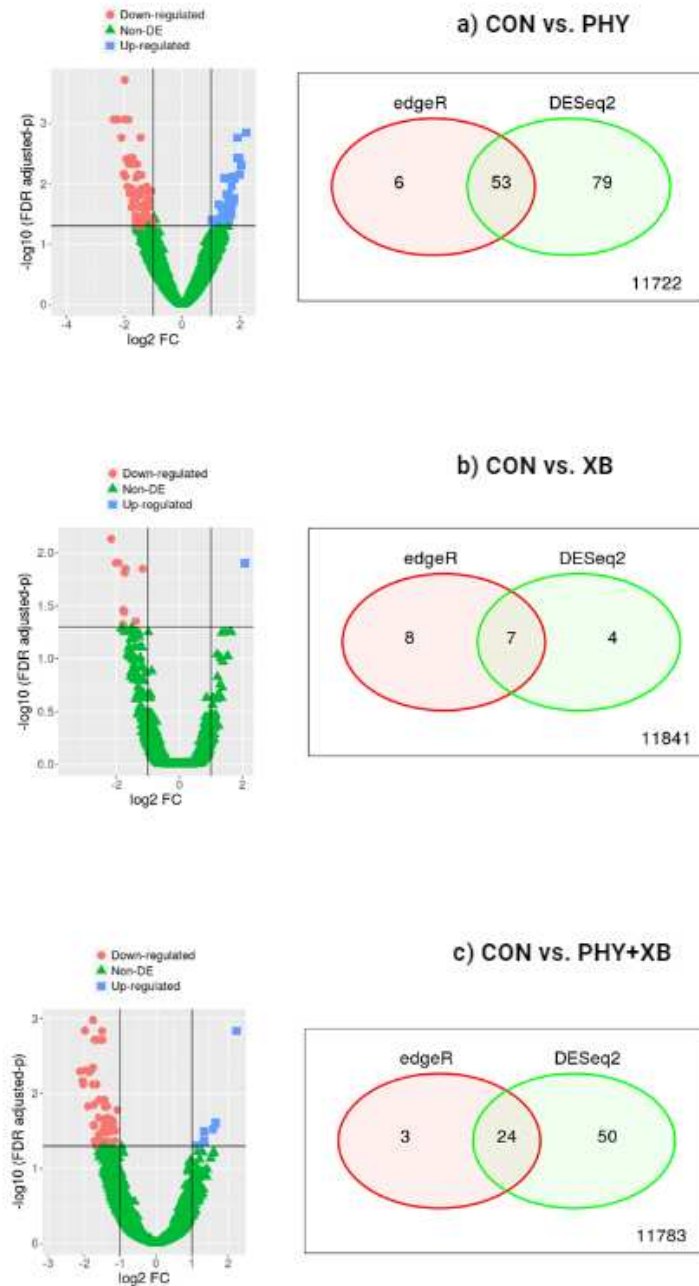 Down-regulated
Non-DE
Up-regulated
a) CON vs. PHY
-log10 (FDR adjusted-p)
3
2
1
0
-4
-2
0
2
log2 FC
edgeR
DESeq2
6
53
79
11722
b) CON vs. XB
Down-regulated
Non-DE
Up-regulated
-log10 (FDR adjusted-p)
2.0
1.5
1.0
0.5
0.0
-2
0
2
log2 FC
edgeR
DESeq2
8
7
4
11841
c) CON vs. PHY+XB
Down-regulated
Non-DE
Up-regulated
-log10 (FDR adjusted-p)
3
2
1
0
-3
-2
-1
0
1
2
log2 FC
edgeR
DESeq2
3
24
50
11783